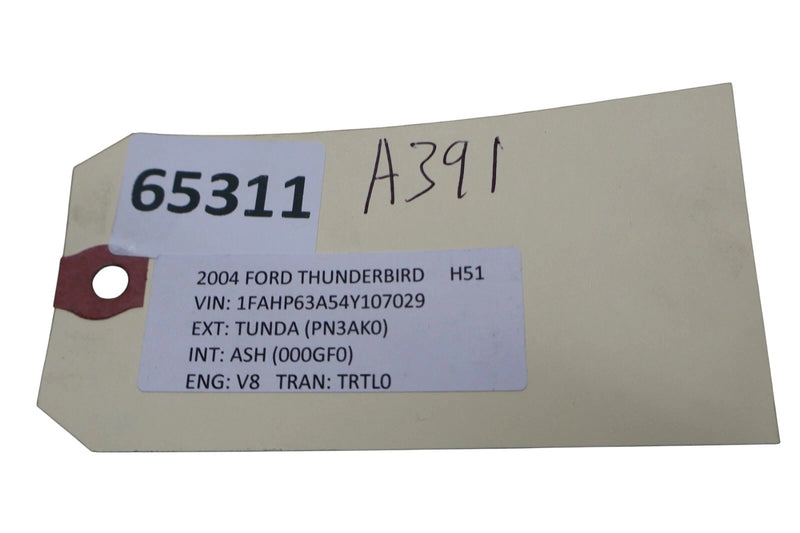 65311
A391
2004 FORD THUNDERBIRD H51
VIN: 1FAHP63A54Y107029
EXT: TUNDA (PN3AK0)
INT: ASH (000GF0)
ENG: V8 TRAN: TRTL0